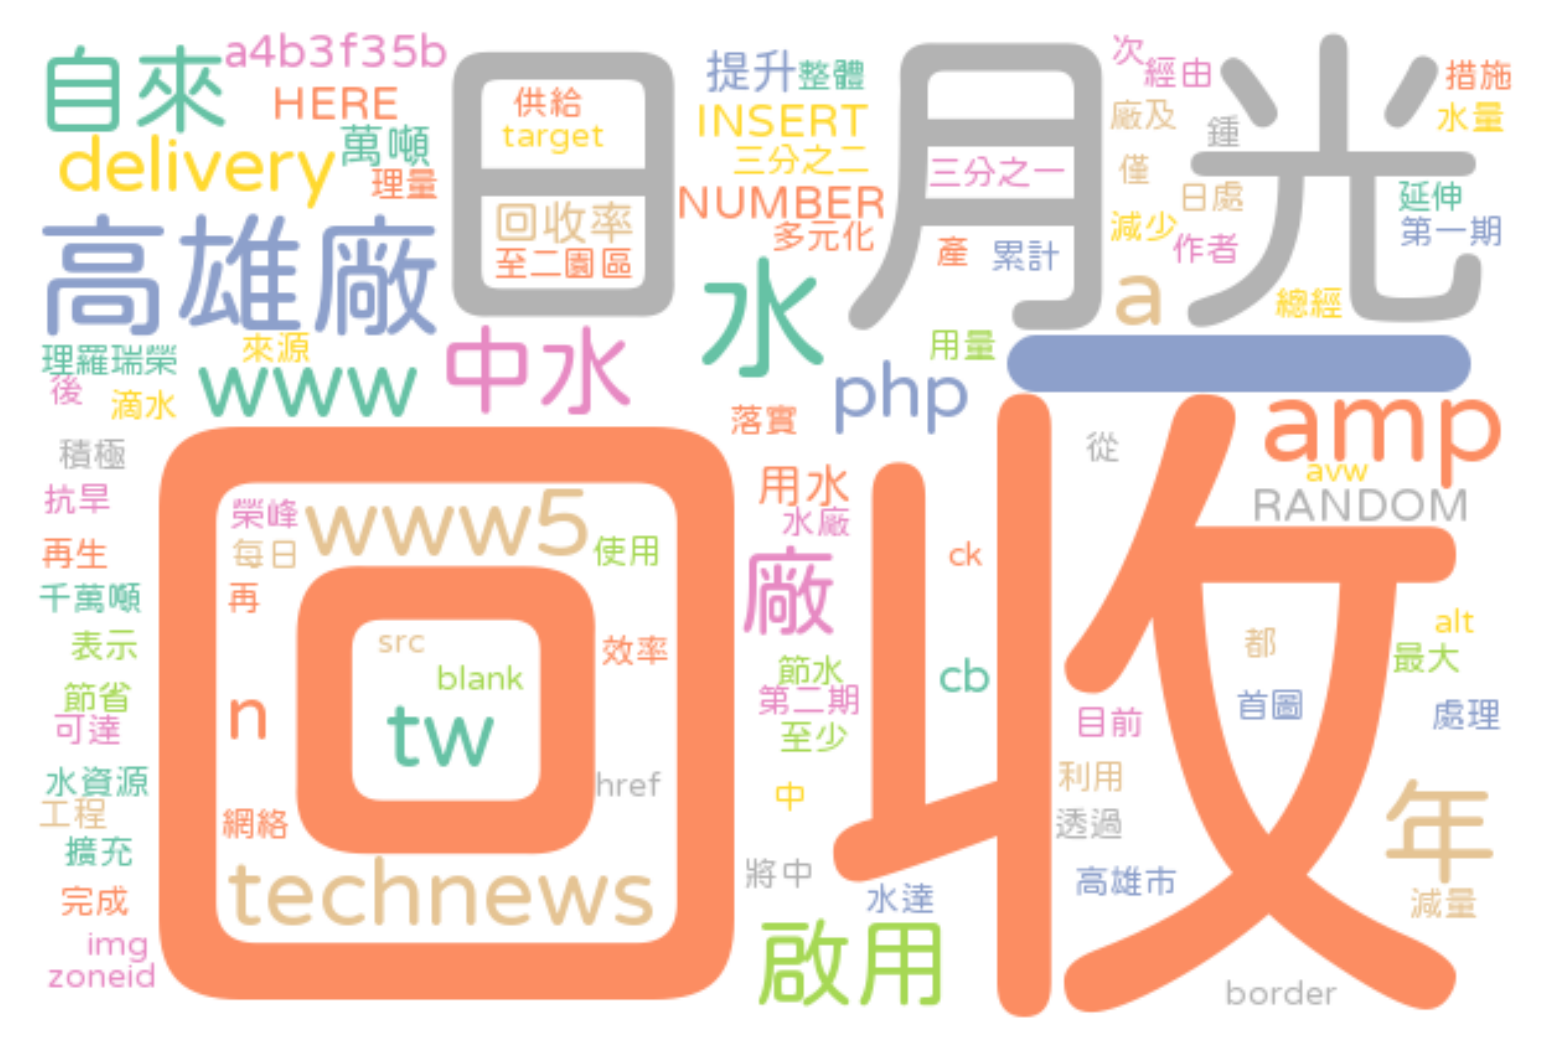 自來
a4b3f35b
HERE
delivery
萬噸
理量
日月光
供給
target
回收率
至二園區
提升
整體
INSERT
三分之二
NUMBER
多元化
三分之一
產
累計
次
經由
廠及
鍾
僅
日處
減少
作者
措施
水量
延伸
第一期
總經
a
高雄廠
理羅瑞榮
來源
後
滴水
www
中水
水
用量
php
一
落實
amp
avw
RANDOM
從
積極
抗旱
再生
千萬噸
表示
節省
可達
水資源
工程
擴充
完成
img
zoneid
回收
榮峰
www5
每日
使用
再
src
blank
tw
效率
n
href
網絡
technews
用水
水廠
廠
ck
節水
第二期
至少
cb
中
將中
水達
啟用
都
alt
最大
首圖
目前
處理
利用
透過
高雄市
年
減量
border